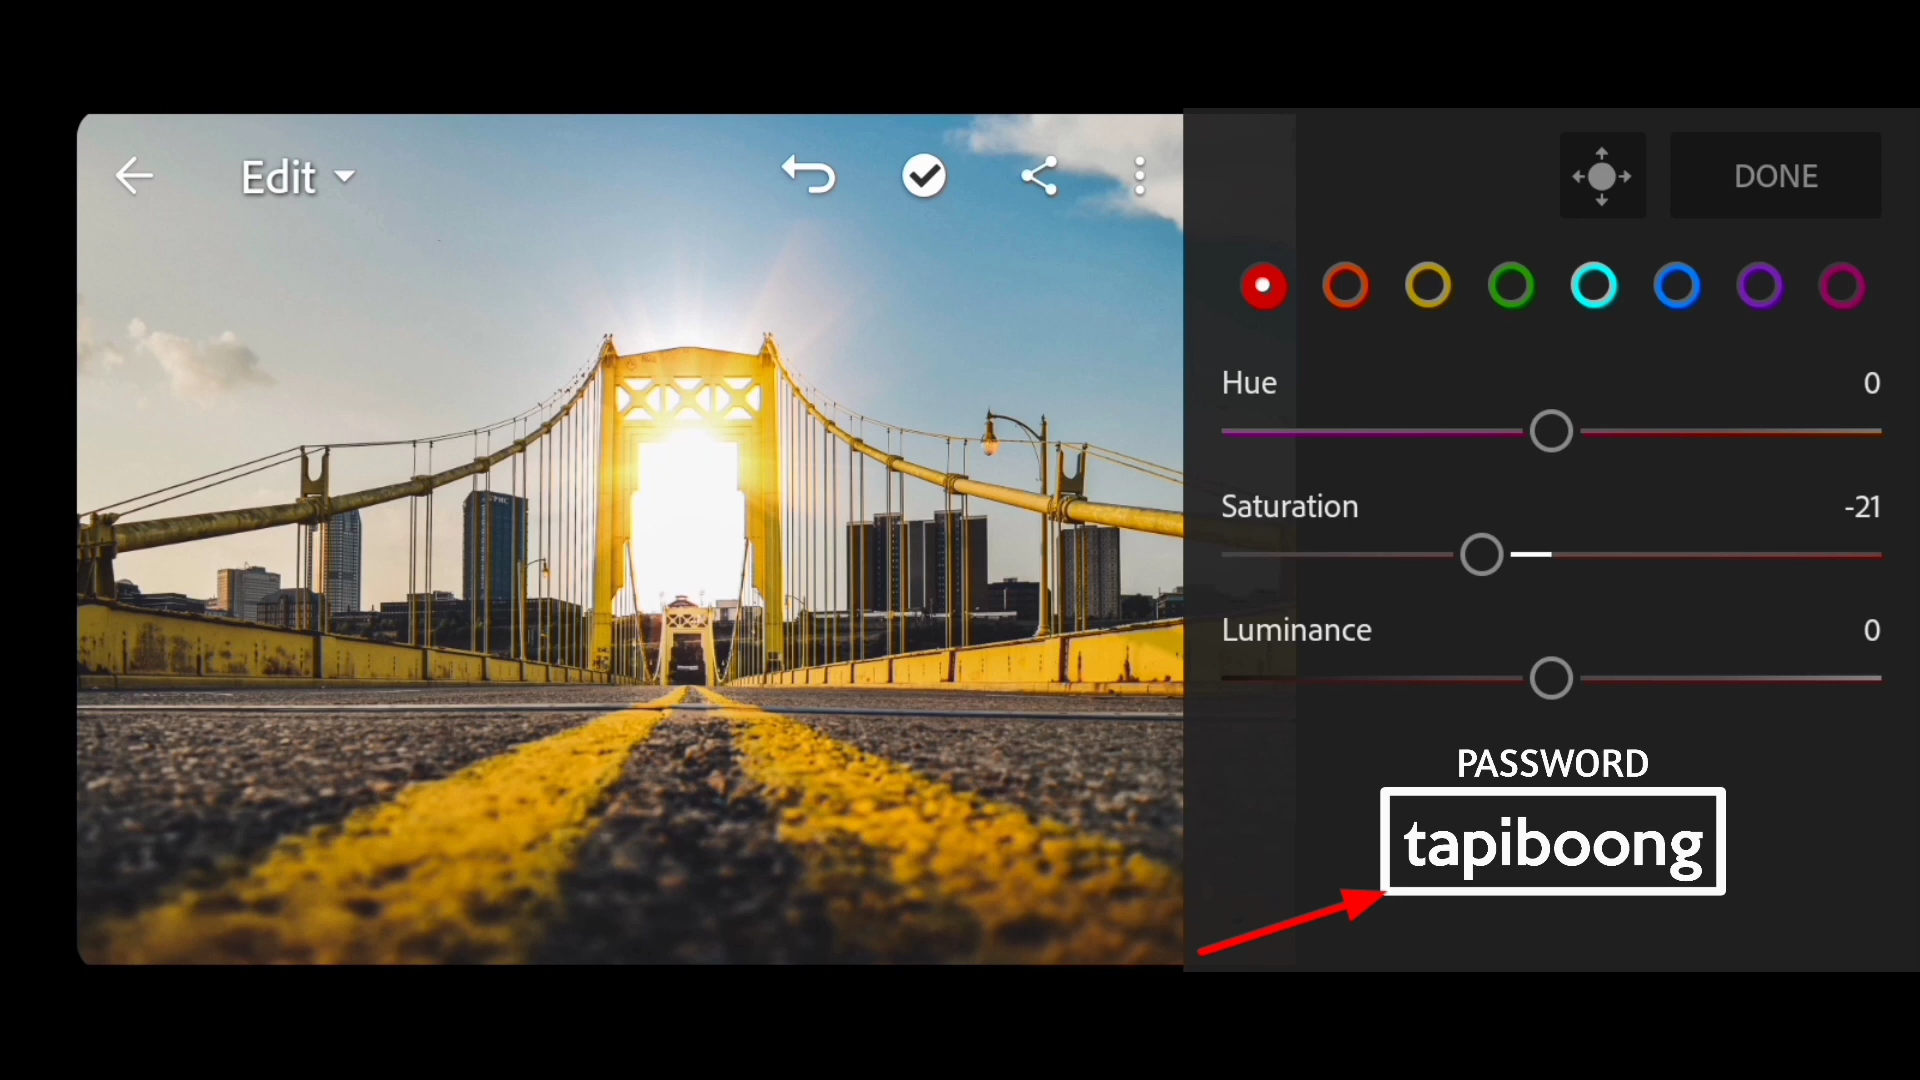 Edit
DONE
Hue 0
Saturation -21
Luminance 0
PASSWORD
tapiboong